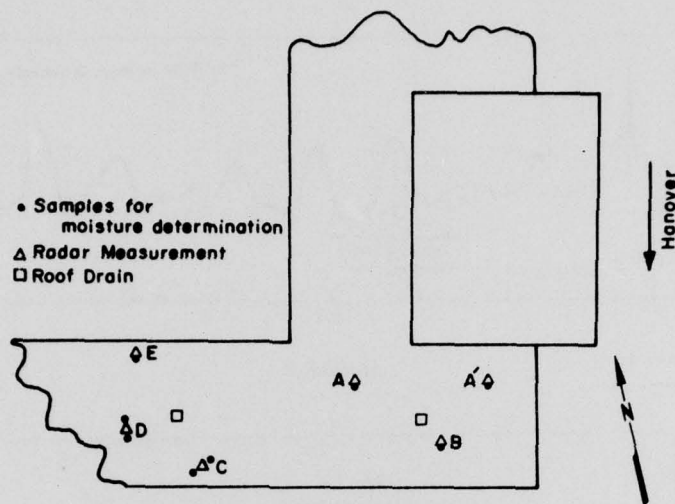 Samples for
moisture determination
Radar Measurement
Roof Drain
Hanover
E
A
A′
D
B
C
N